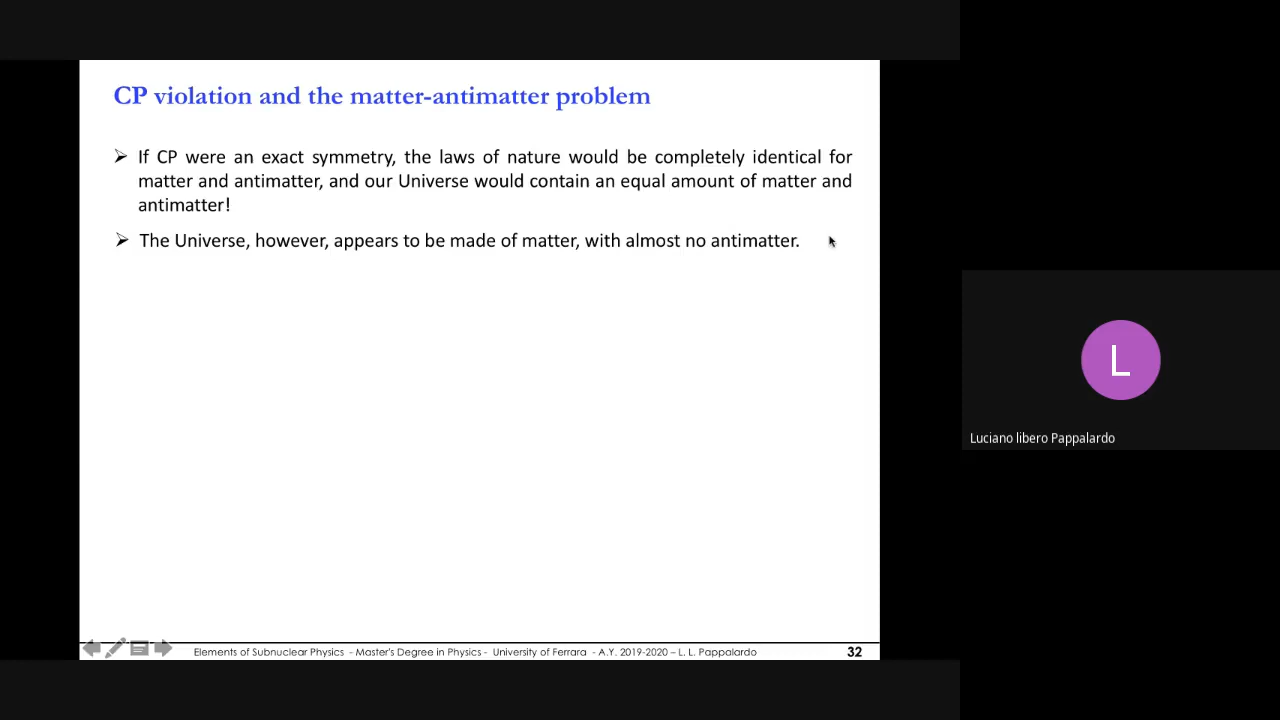 CP violation and the matter-antimatter problem
➢ If CP were an exact symmetry, the laws of nature would be completely identical for
matter and antimatter, and our Universe would contain an equal amount of matter and
antimatter!
➢ The Universe, however, appears to be made of matter, with almost no antimatter.
L
Luciano libero Pappalardo
Elements of Subnuclear Physics - Master's Degree in Physics - University of Ferrara - A.Y. 2019-2020 – L. L. Pappalardo 32